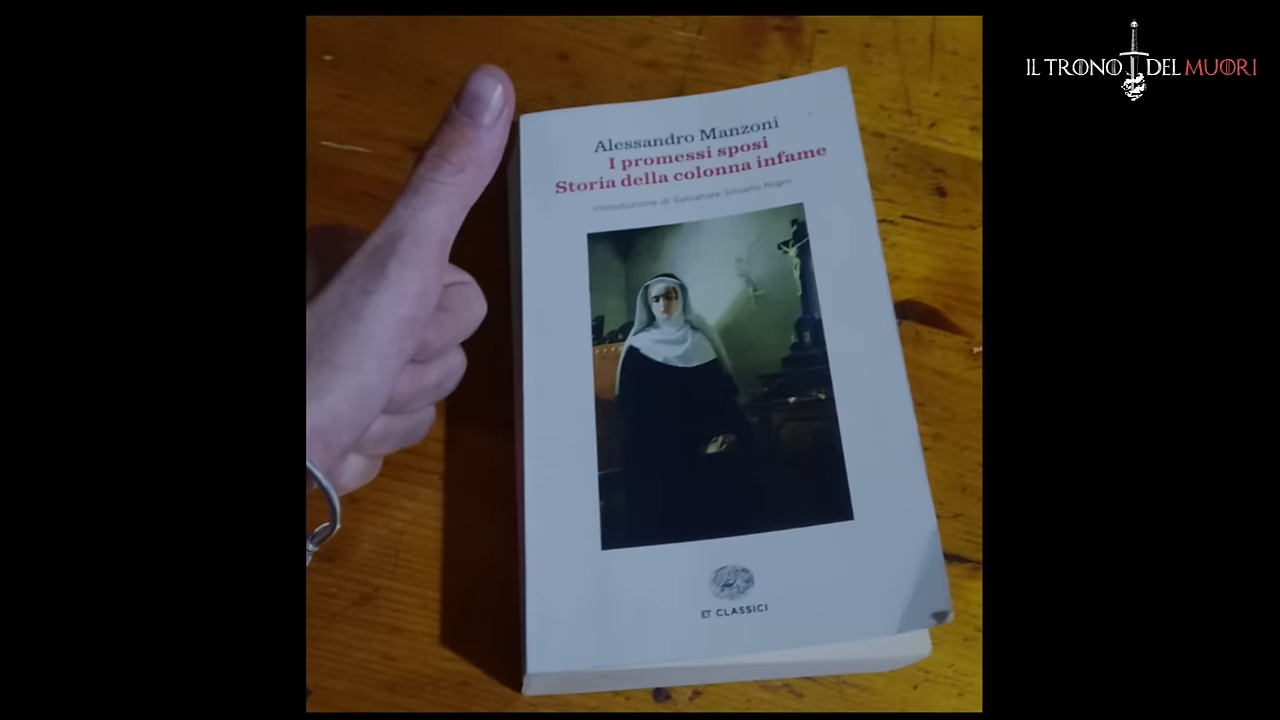 IL TRONO DEL MUORI
Alessandro Manzoni
I promessi sposi
Storia della colonna infame
Introduzione di Salvatore Silvano Nigro
ET CLASSICI